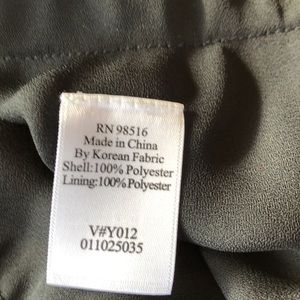 RN 98516
Made in China
By Korean Fabric
Shell:100% Polyester
Lining:100% Polyester
V#Y012
011025035